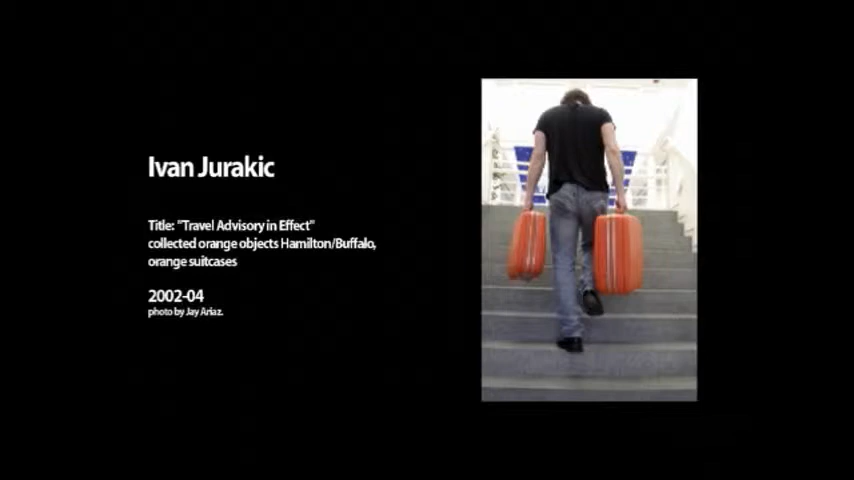 Ivan Jurakic
Title: "Travel Advisory in Effect"
collected orange objects Hamilton/Buffalo,
orange suitcases
2002-04
photo by Jay Ariaz.